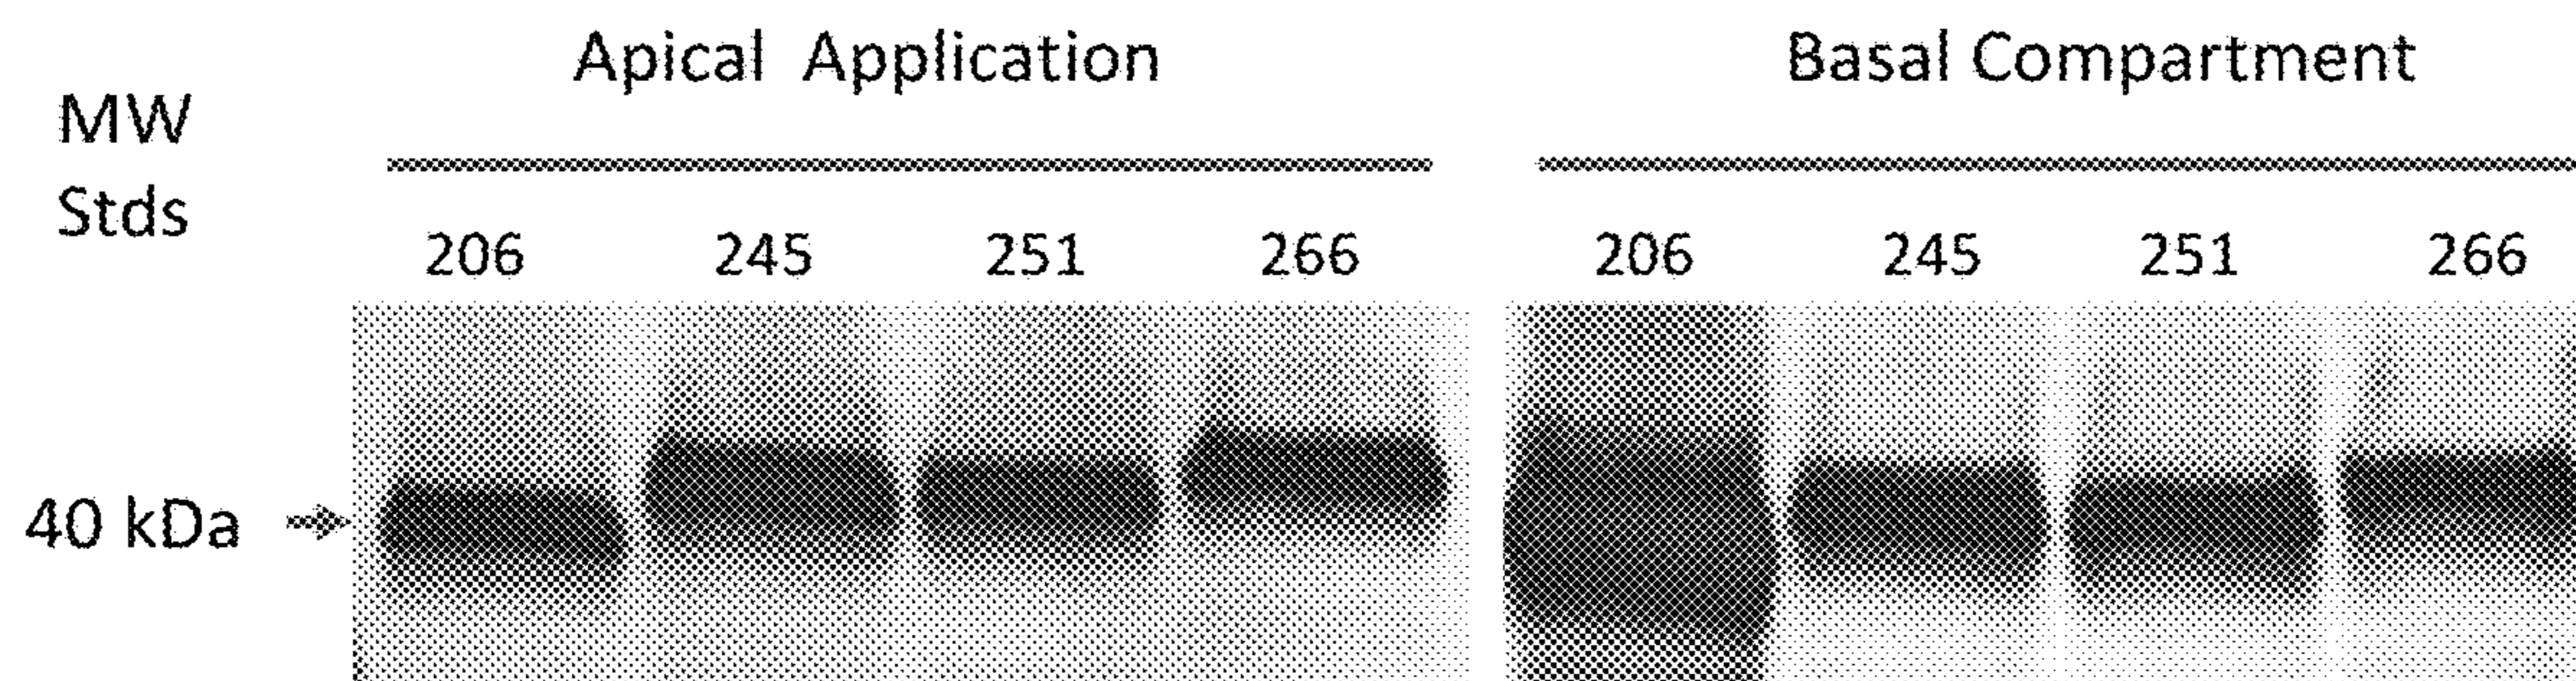 Apical Application
Basal Compartment
MW
Stds
206 245 251 266 206 245 251 266
40 kDa